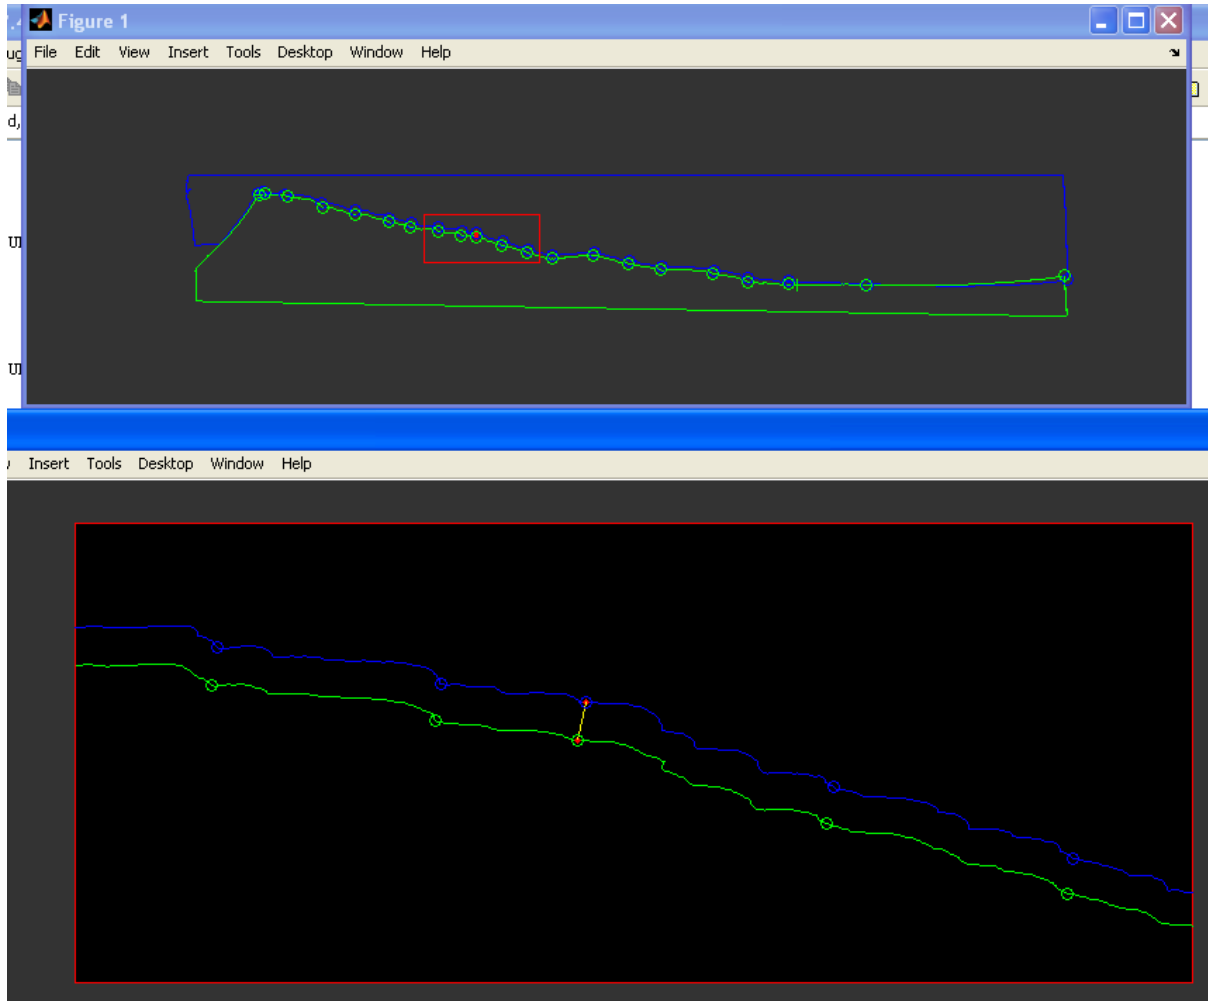 Figure 1
File Edit View Insert Tools Desktop Window Help
d,
Insert Tools Desktop Window Help